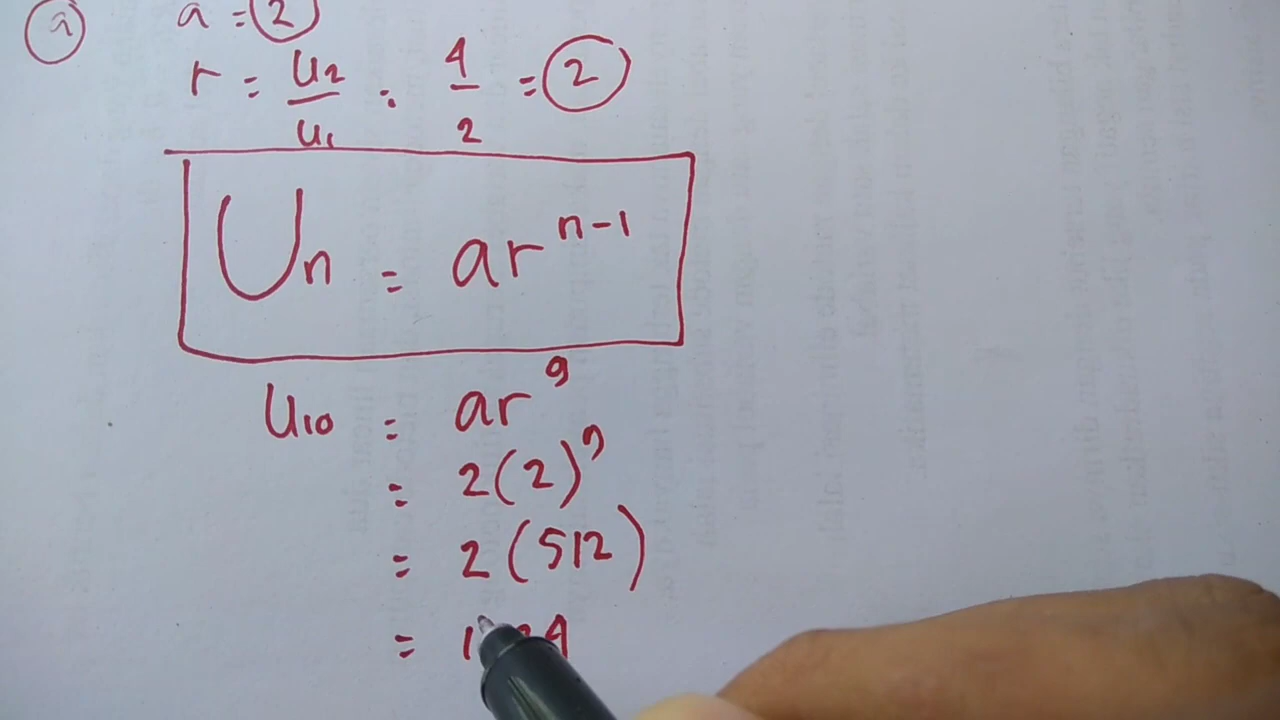 a a = 2
r = U2/U1 : 4/2 = 2
Un = ar^n-1
U10 = ar^9
= 2(2)^9
= 2(512)